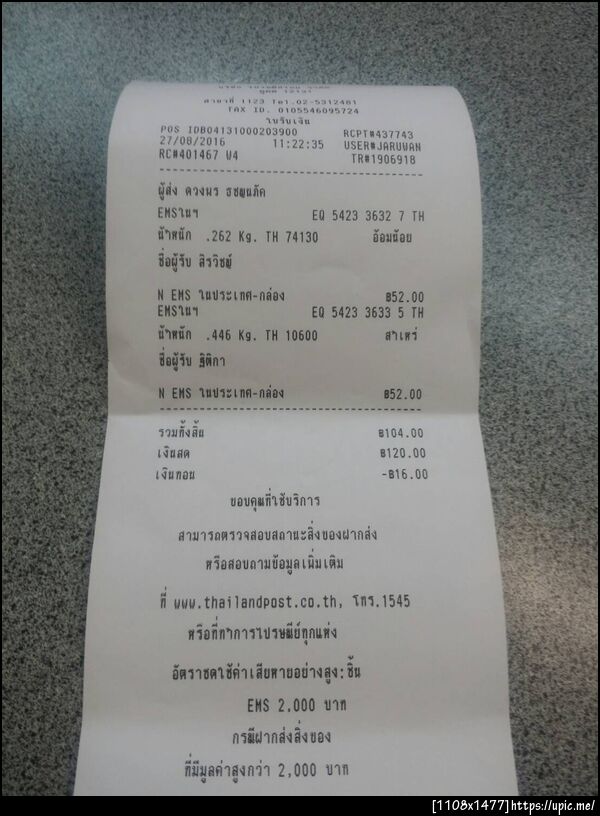 สาขาที่ 1123 Tel.02-5312481
TAX ID. 0105546095724
ใบรับเงิน
POS IDB04131000203900 RCPT#437743
27/08/2016 11:22:35 USER#JARUWAN
RC#401467 W4 TR#1906918
ผู้ส่ง ดวงพร
EMSในฯ EQ 5423 3632 7 TH
น้ำหนัก .262 Kg. TH 74130 อ้อมน้อย
ชื่อผู้รับ สิรวิชญ์
N EMS ในประเทศ-กล่อง ฿52.00
EMSในฯ EQ 5423 3633 5 TH
น้ำหนัก .446 Kg. TH 10600 สาเหร่
ชื่อผู้รับ ฐิติกา
N EMS ในประเทศ-กล่อง ฿52.00
รวมทั้งสิ้น ฿104.00
เงินสด ฿120.00
เงินทอน -฿16.00
ขอบคุณที่ใช้บริการ
สามารถตรวจสอบสถานะสิ่งของฝากส่ง
หรือสอบถามข้อมูลเพิ่มเติม
ที่ www.thailandpost.co.th, โทร.1545
หรือที่ทำการไปรษณีย์ทุกแห่ง
อัตราชดใช้ค่าเสียหายอย่างสูง:ชิ้น
EMS 2,000 บาท
กรณีฝากส่งสิ่งของ
ที่มีมูลค่าสูงกว่า 2,000 บาท
[1108x1477]https://upic.me/